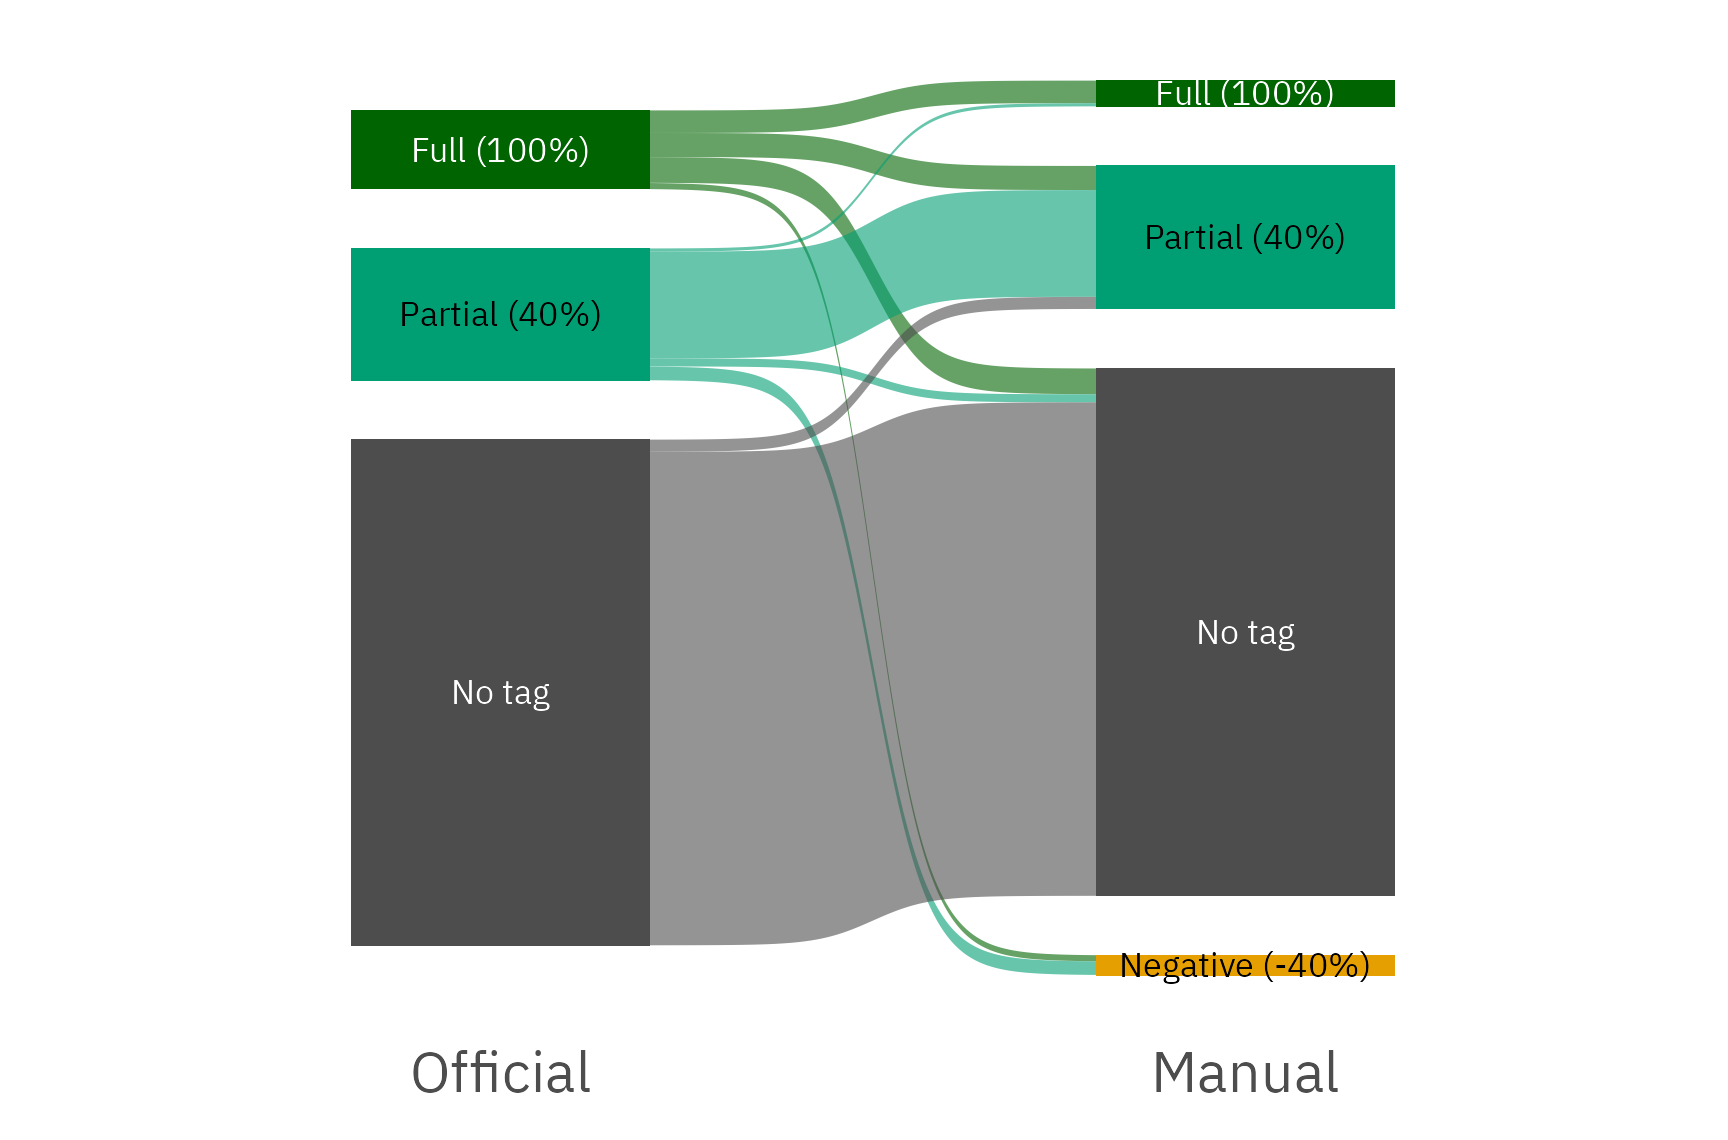 Full (100%)
Partial (40%)
No tag
Official
Full (100%)
Partial (40%)
No tag
Negative (-40%)
Manual